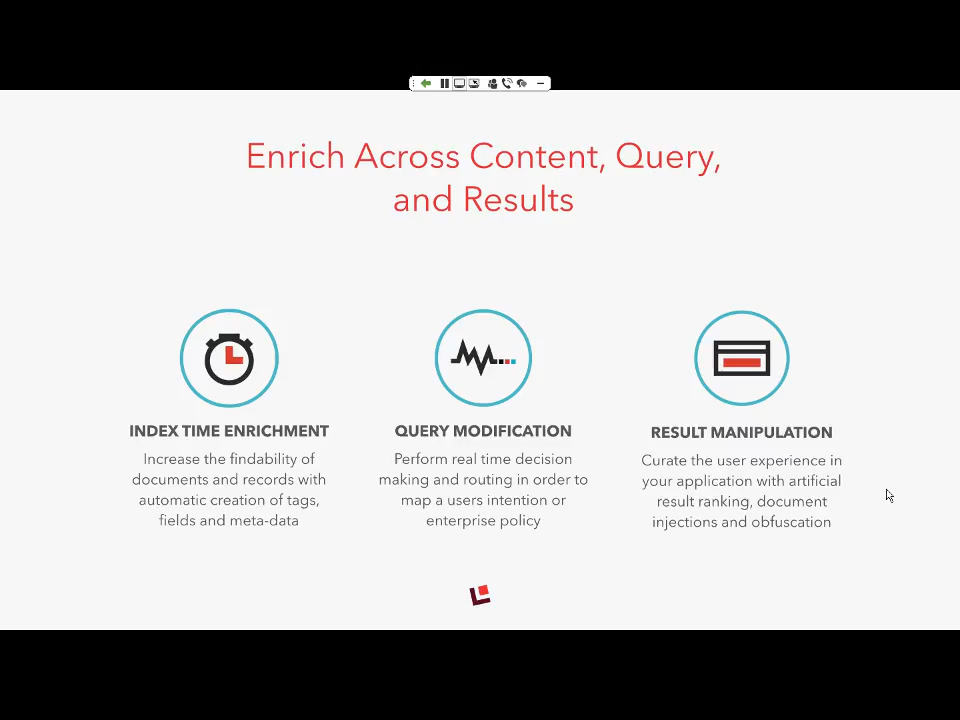 Enrich Across Content, Query,
and Results
INDEX TIME ENRICHMENT
Increase the findability of
documents and records with
automatic creation of tags,
fields and meta-data
QUERY MODIFICATION
Perform real time decision
making and routing in order to
map a users intention or
enterprise policy
RESULT MANIPULATION
Curate the user experience in
your application with artificial
result ranking, document
injections and obfuscation